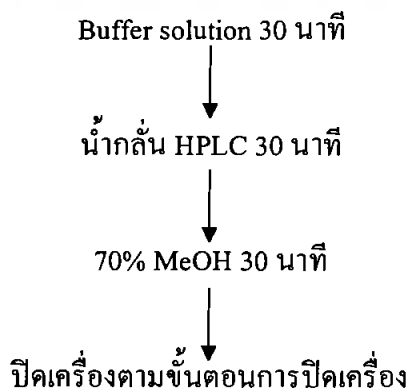 Buffer solution 30 นาที
น้ำกลั่น HPLC 30 นาที
70% MeOH 30 นาที
ปิดเครื่องตามขั้นตอนการปิดเครื่อง